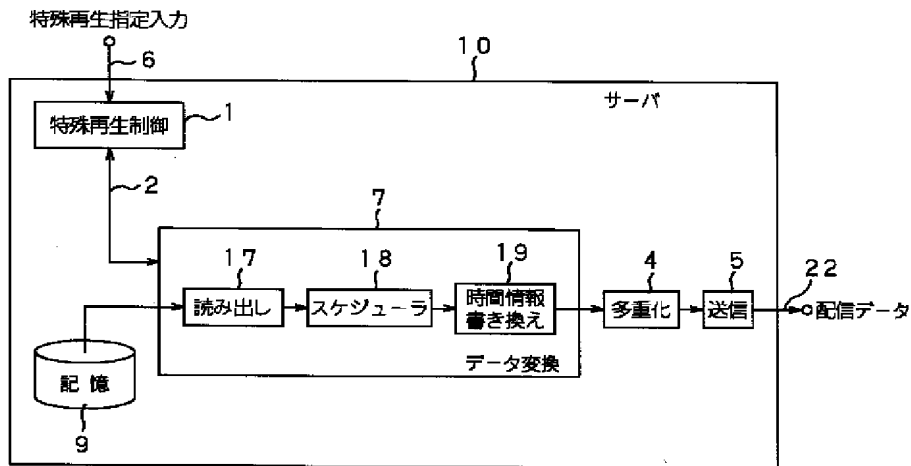 特殊再生指定入力
6
10
サーバ
特殊再生制御
1
2
7
17
18
19
4
5
22
読み出し
スケジューラ
時間情報
書き換え
多重化
送信
配信データ
データ変換
記憶
9